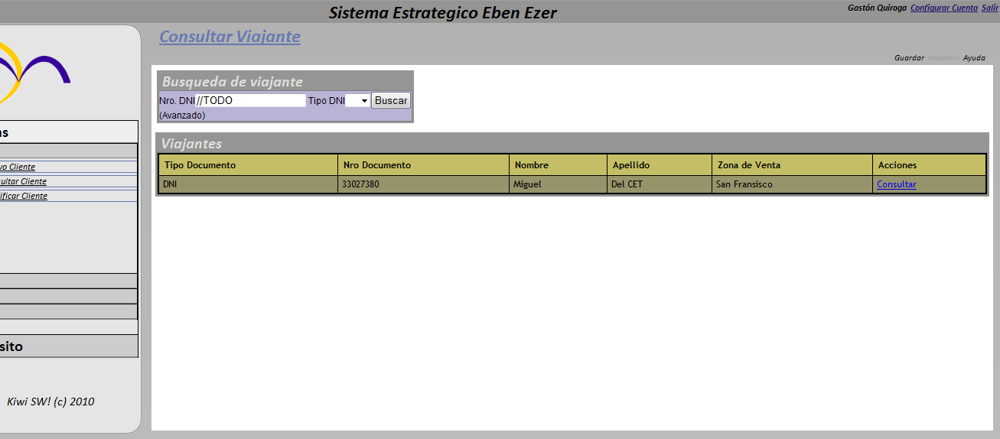 Sistema Estrategico Eben Ezer
Gastón Quiroga Configurar Cuenta Salir
Consultar Viajante
Guardar Imprimir Ayuda
Busqueda de viajante
Nro. DNI //TODO Tipo DNI Buscar
(Avanzado)
Viajantes
Tipo Documento Nro Documento Nombre Apellido Zona de Venta Acciones
DNI 33027380 Miguel Del CET San Fransisco Consultar
as
vo Cliente
ultar Cliente
ificar Cliente
sito
Kiwi SW! (c) 2010